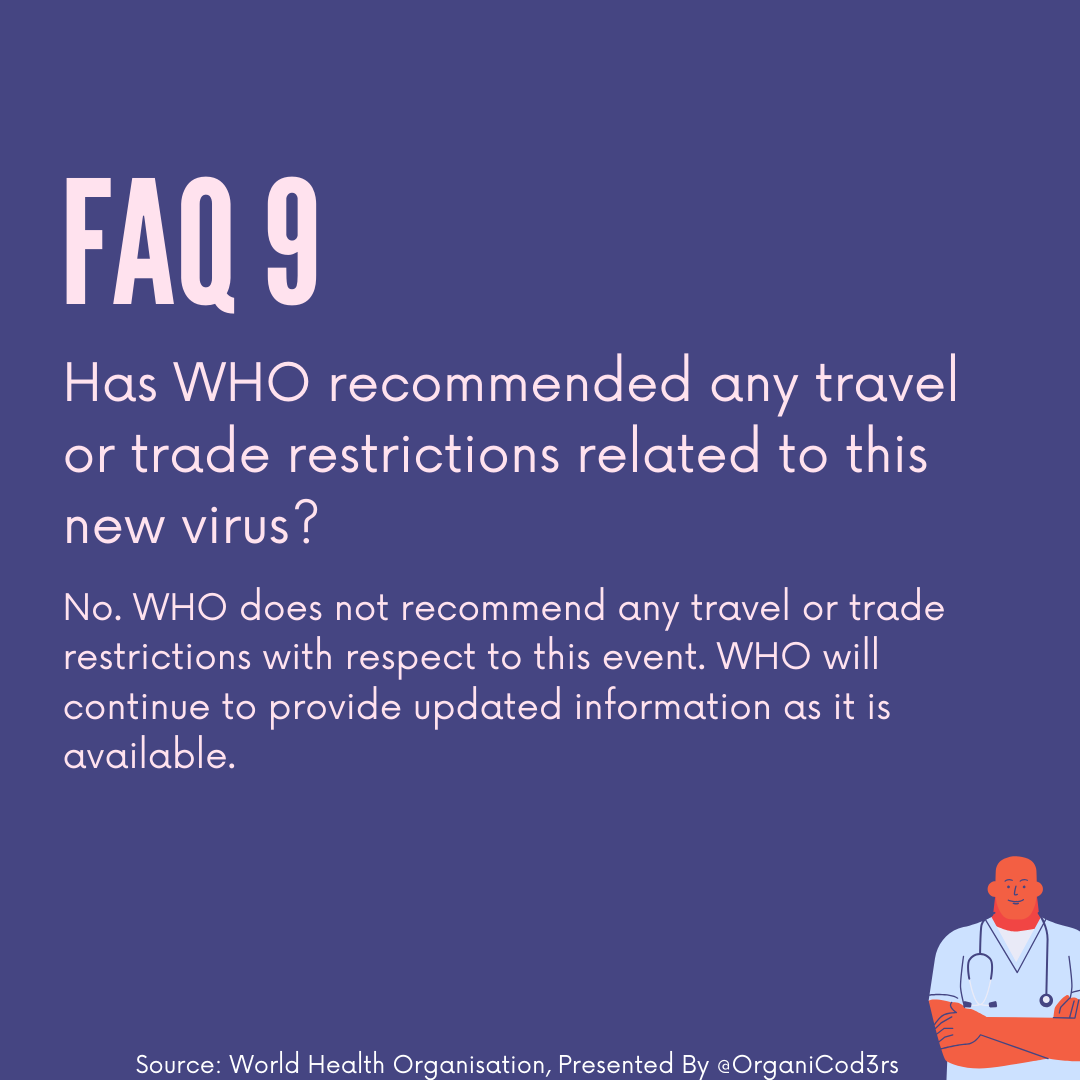 FAQ 9
Has WHO recommended any travel
or trade restrictions related to this
new virus?
No. WHO does not recommend any travel or trade
restrictions with respect to this event. WHO will
continue to provide updated information as it is
available.
Source: World Health Organisation, Presented By @OrganiCod3rs